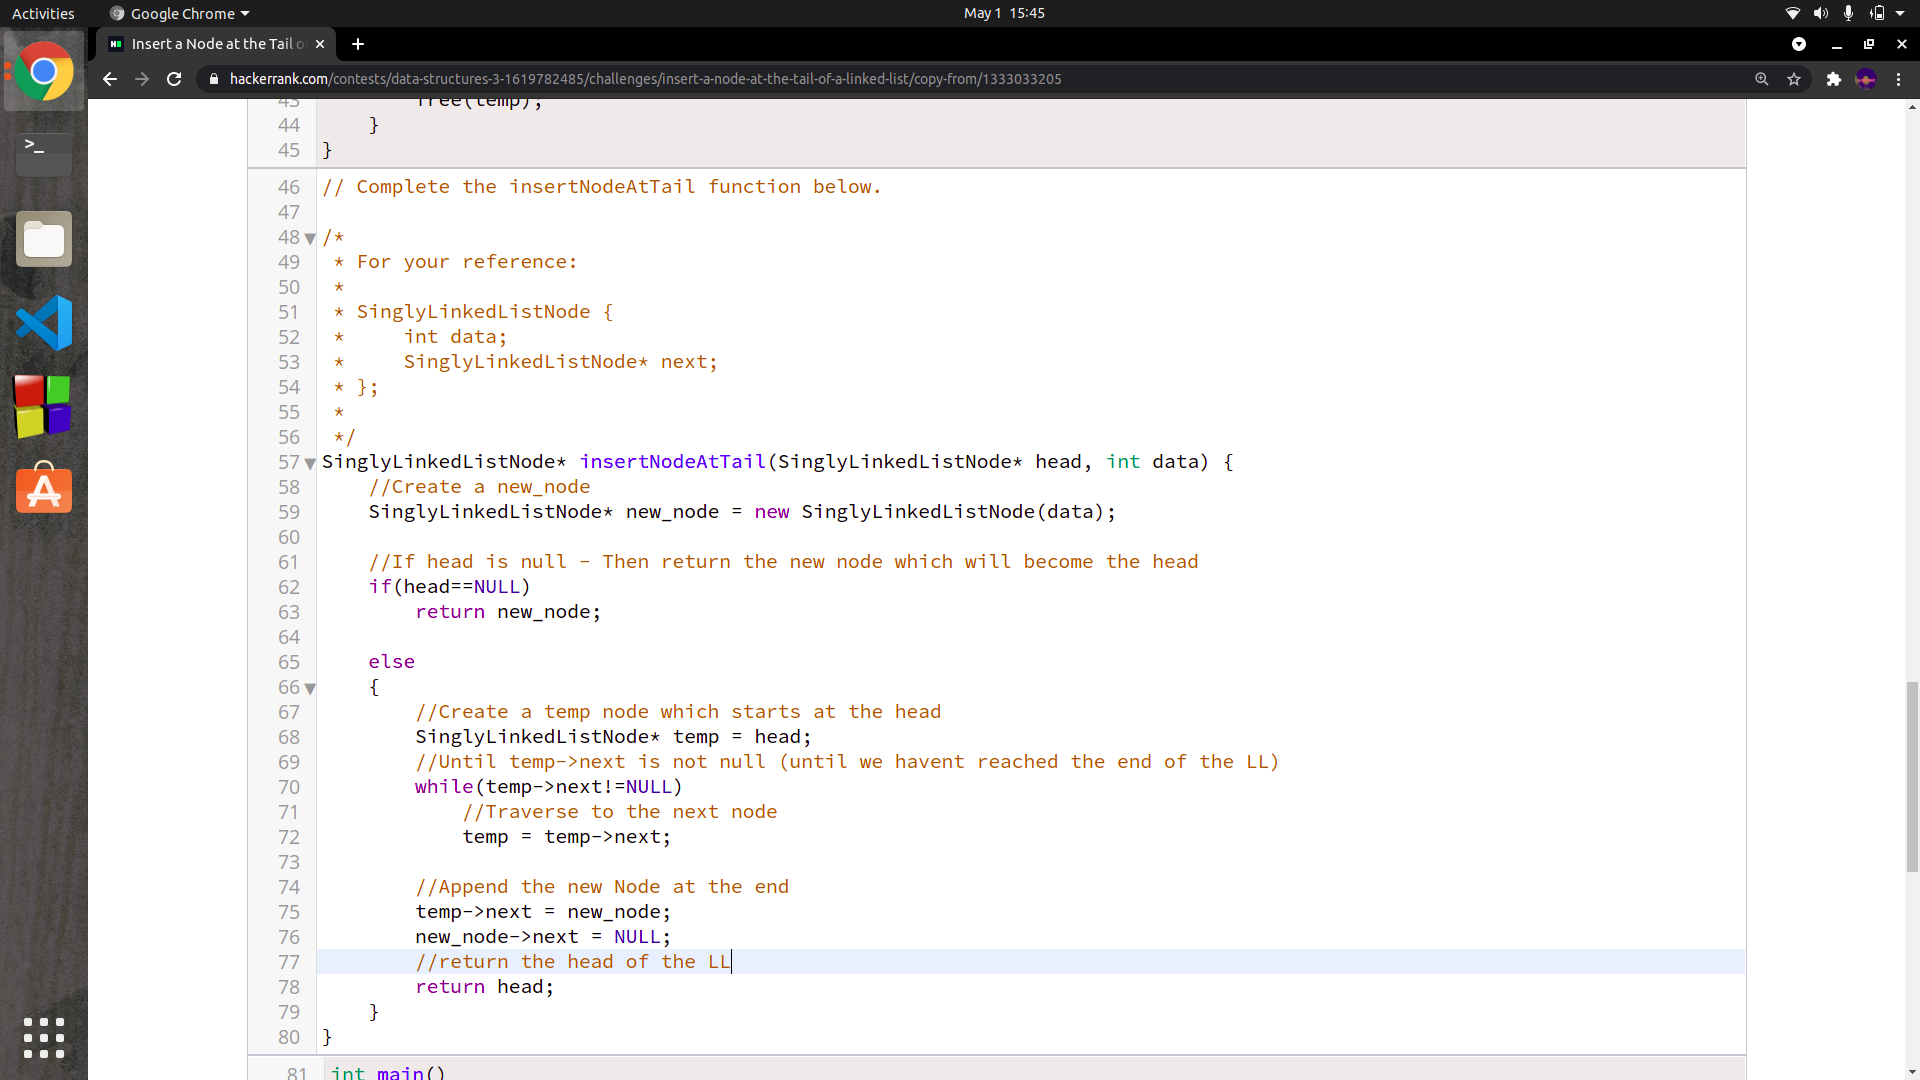 Activities
Google Chrome
May 1 15:45
Insert a Node at the Tail o
hackerrank.com/contests/data-structures-3-1619782485/challenges/insert-a-node-at-the-tail-of-a-linked-list/copy-from/1333033205
43 free(temp);
44 }
45 }
46 // Complete the insertNodeAtTail function below.
47
48 /*
49 * For your reference:
50 *
51 * SinglyLinkedListNode {
52 *     int data;
53 *     SinglyLinkedListNode* next;
54 * };
55 *
56 */
57 SinglyLinkedListNode* insertNodeAtTail(SinglyLinkedListNode* head, int data) {
58 //Create a new_node
59 SinglyLinkedListNode* new_node = new SinglyLinkedListNode(data);
60
61 //If head is null - Then return the new node which will become the head
62 if(head==NULL)
63 return new_node;
64
65 else
66 {
67 //Create a temp node which starts at the head
68 SinglyLinkedListNode* temp = head;
69 //Until temp->next is not null (until we havent reached the end of the LL)
70 while(temp->next!=NULL)
71 //Traverse to the next node
72 temp = temp->next;
73
74 //Append the new Node at the end
75 temp->next = new_node;
76 new_node->next = NULL;
77 //return the head of the LL
78 return head;
79 }
80 }
81 int main()